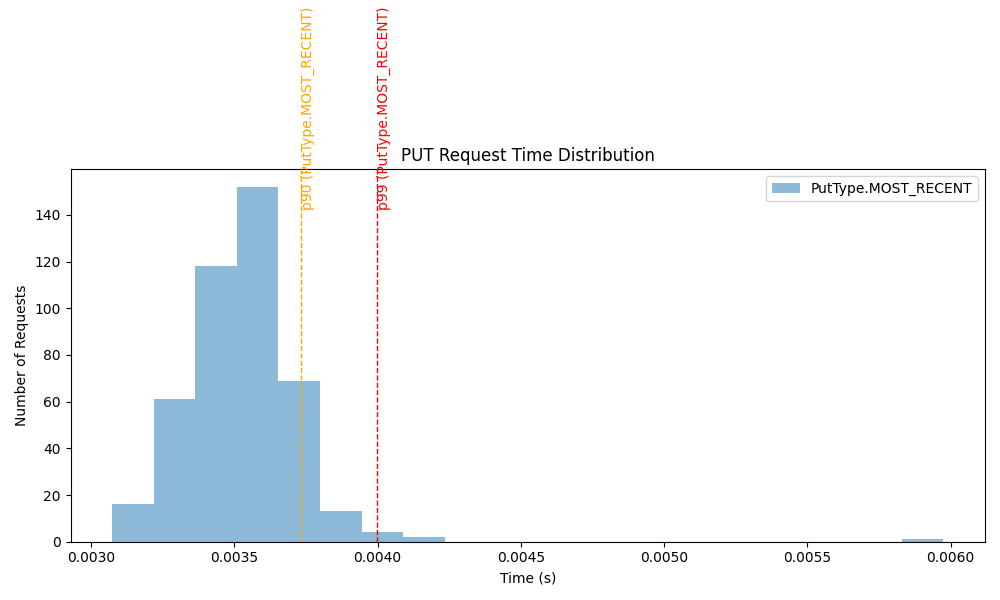 p90 (PutType.MOST_RECENT)
p99 (PutType.MOST_RECENT)
PUT Request Time Distribution
PutType.MOST_RECENT
Number of Requests
140
120
100
80
60
40
20
0
0.0030
0.0035
0.0040
0.0045
0.0050
0.0055
0.0060
Time (s)